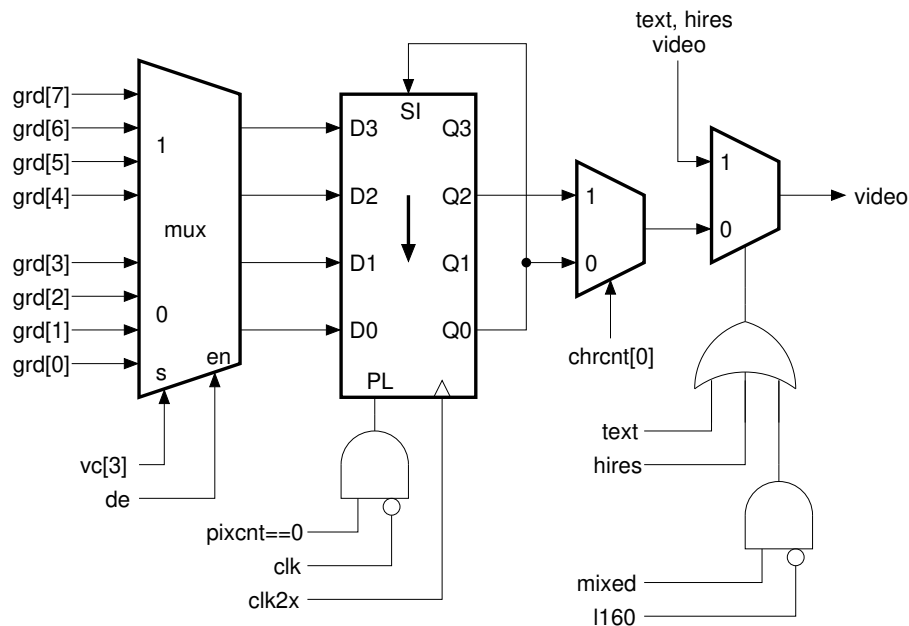 text, hires
video
grd[7]
grd[6]
grd[5]
grd[4]
grd[3]
grd[2]
grd[1]
grd[0]
1
mux
0
s
en
vc[3]
de
SI
D3
Q3
D2
Q2
D1
Q1
D0
Q0
PL
pixcnt==0
clk
clk2x
1
0
chrcnt[0]
1
0
video
text
hires
mixed
l160